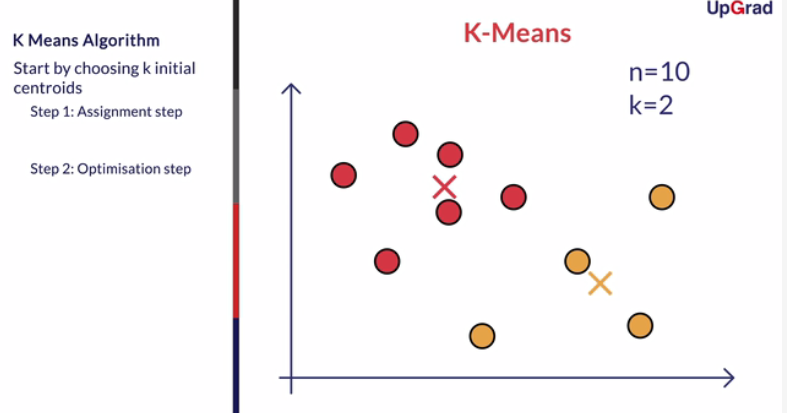 UpGrad
K Means Algorithm
Start by choosing k initial
centroids
Step 1: Assignment step
Step 2: Optimisation step
K-Means
n=10
k=2